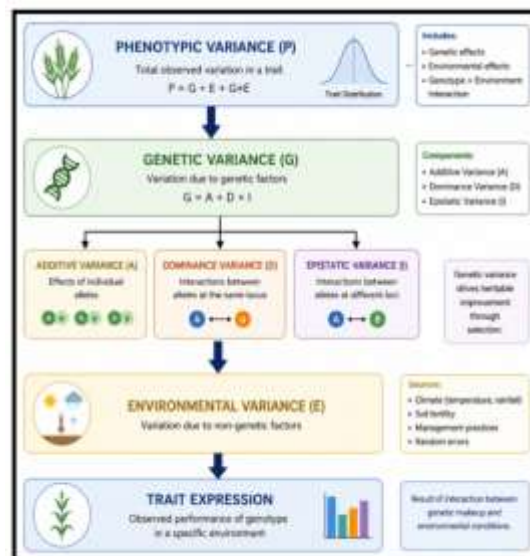 PHENOTYPIC VARIANCE (P)
Total observed variation in a trait
P = G + E + G×E
Trait Distribution
Includes:
• Genetic effects
• Environmental effects
• Genotype × Environment
Interaction
GENETIC VARIANCE (G)
Variation due to genetic factors
G = A + D + I
Components:
• Additive Variance (A)
• Dominance Variance (D)
• Epistatic Variance (I)
ADDITIVE VARIANCE (A)
Effects of individual
alleles
DOMINANCE VARIANCE (D)
Interactions between
alleles at the same locus
EPISTATIC VARIANCE (I)
Interactions between
alleles at different loci
Genetic variance
drives heritable
improvement
through
selection
ENVIRONMENTAL VARIANCE (E)
Variation due to non-genetic factors
Sources:
• Climate (temperature, rainfall)
• Soil fertility
• Management practices
• Random errors
TRAIT EXPRESSION
Observed performance of genotype
in a specific environment
Result of interaction between
genetic makeup and
environmental conditions.